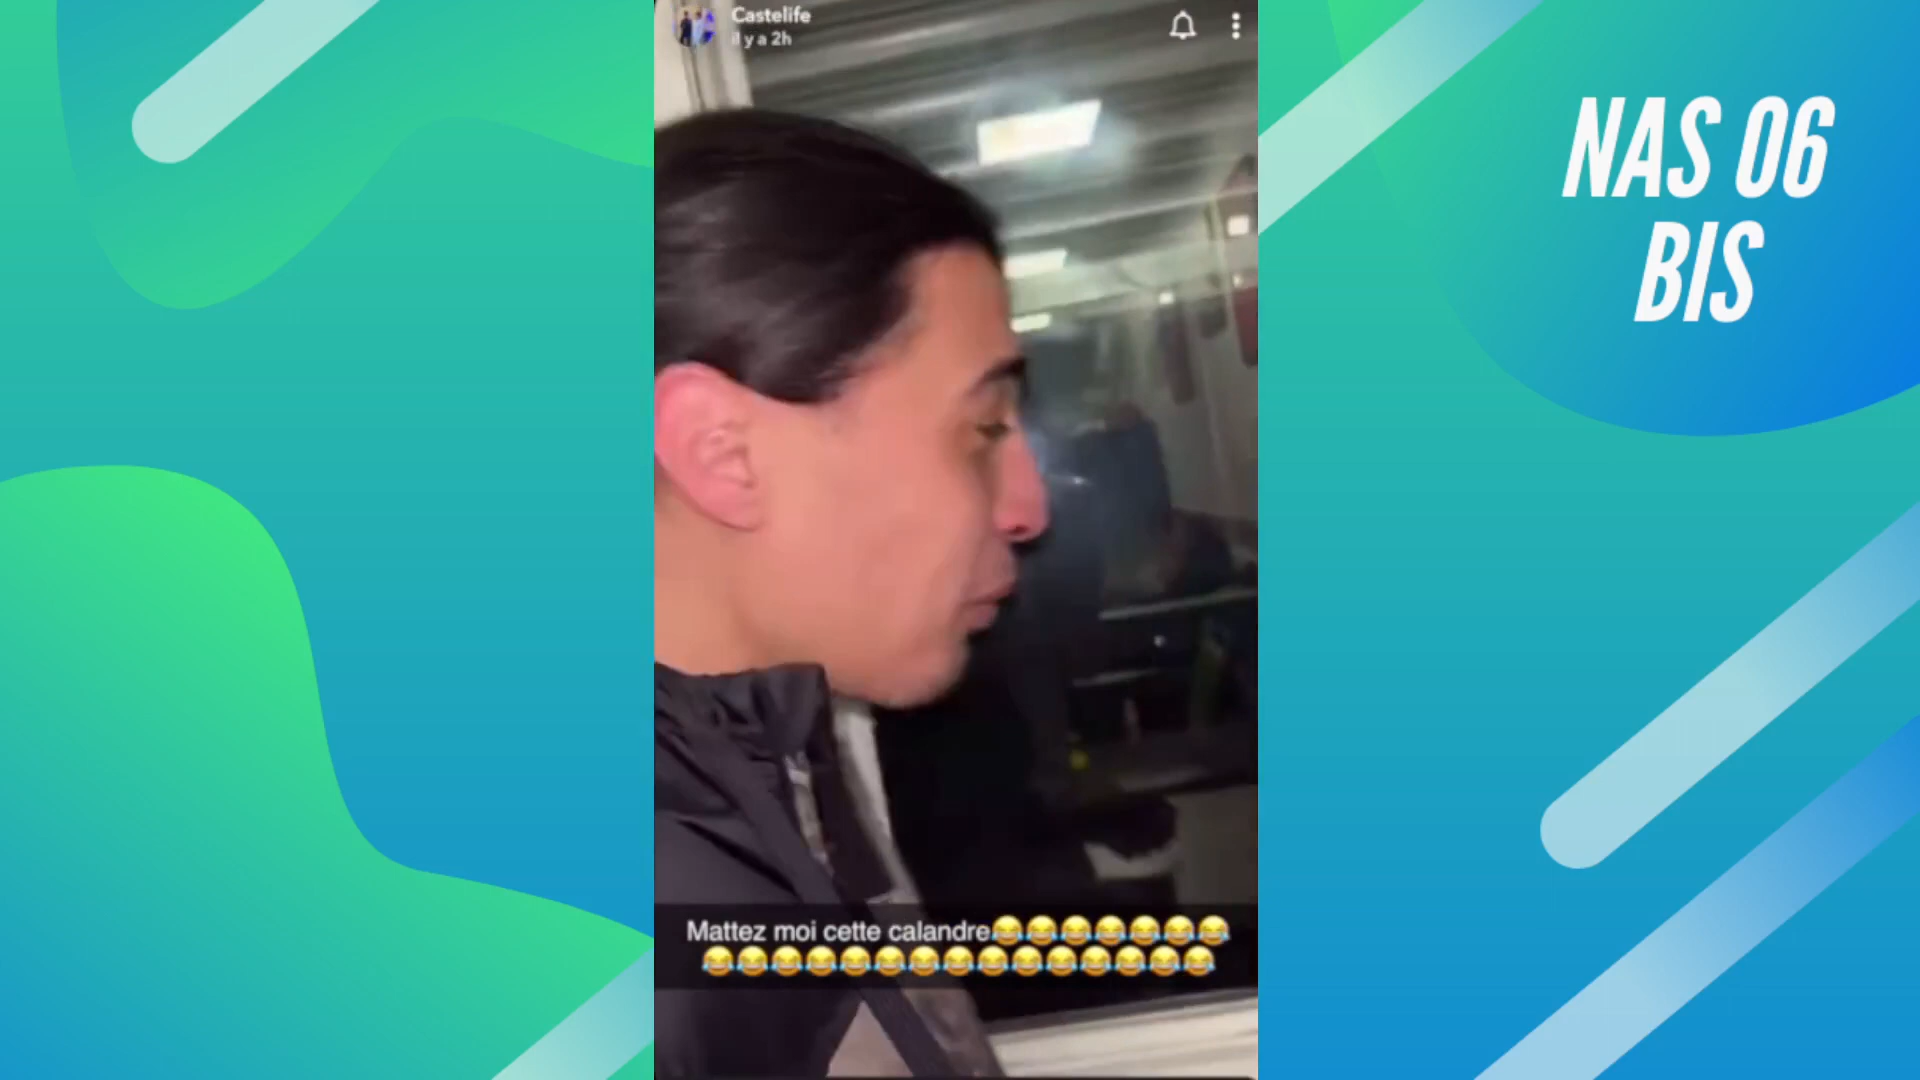 Castelife
il y a 2h
NAS 06
BIS
Mattez moi cette calandre😂😂😂😂😂😂😂
😂😂😂😂😂😂😂😂😂😂😂😂😂😂😂